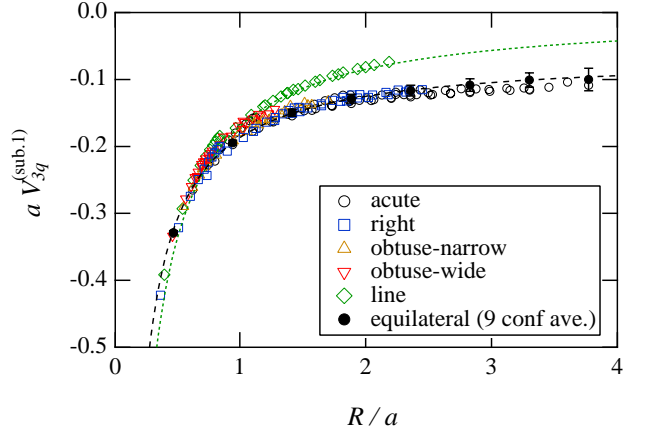 0.0
-0.1
-0.2
-0.3
-0.4
-0.5
a V3q(sub.1)
acute
right
obtuse-narrow
obtuse-wide
line
equilateral (9 conf ave.)
0 1 2 3 4
R / a